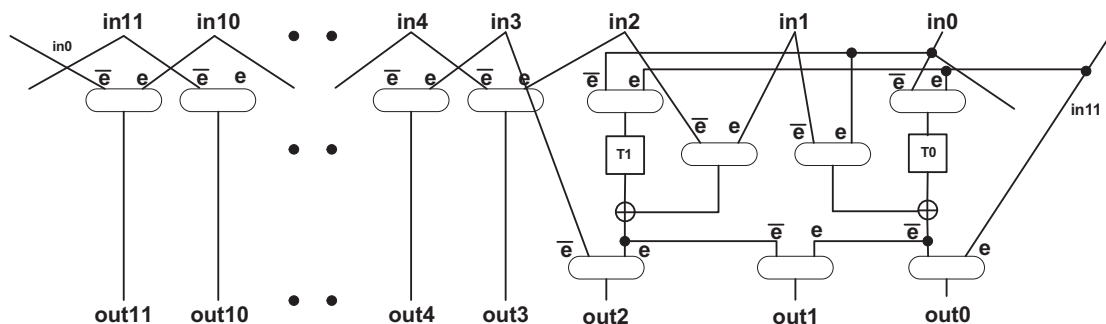 in11 in10 in4 in3 in2 in1 in0
in0
e̅ e e̅ e e̅ e e̅ e e̅ e e̅ e
in11
e̅ e e̅ e
T1 T0
e̅ e e̅ e e̅ e
out11 out10 out4 out3 out2 out1 out0